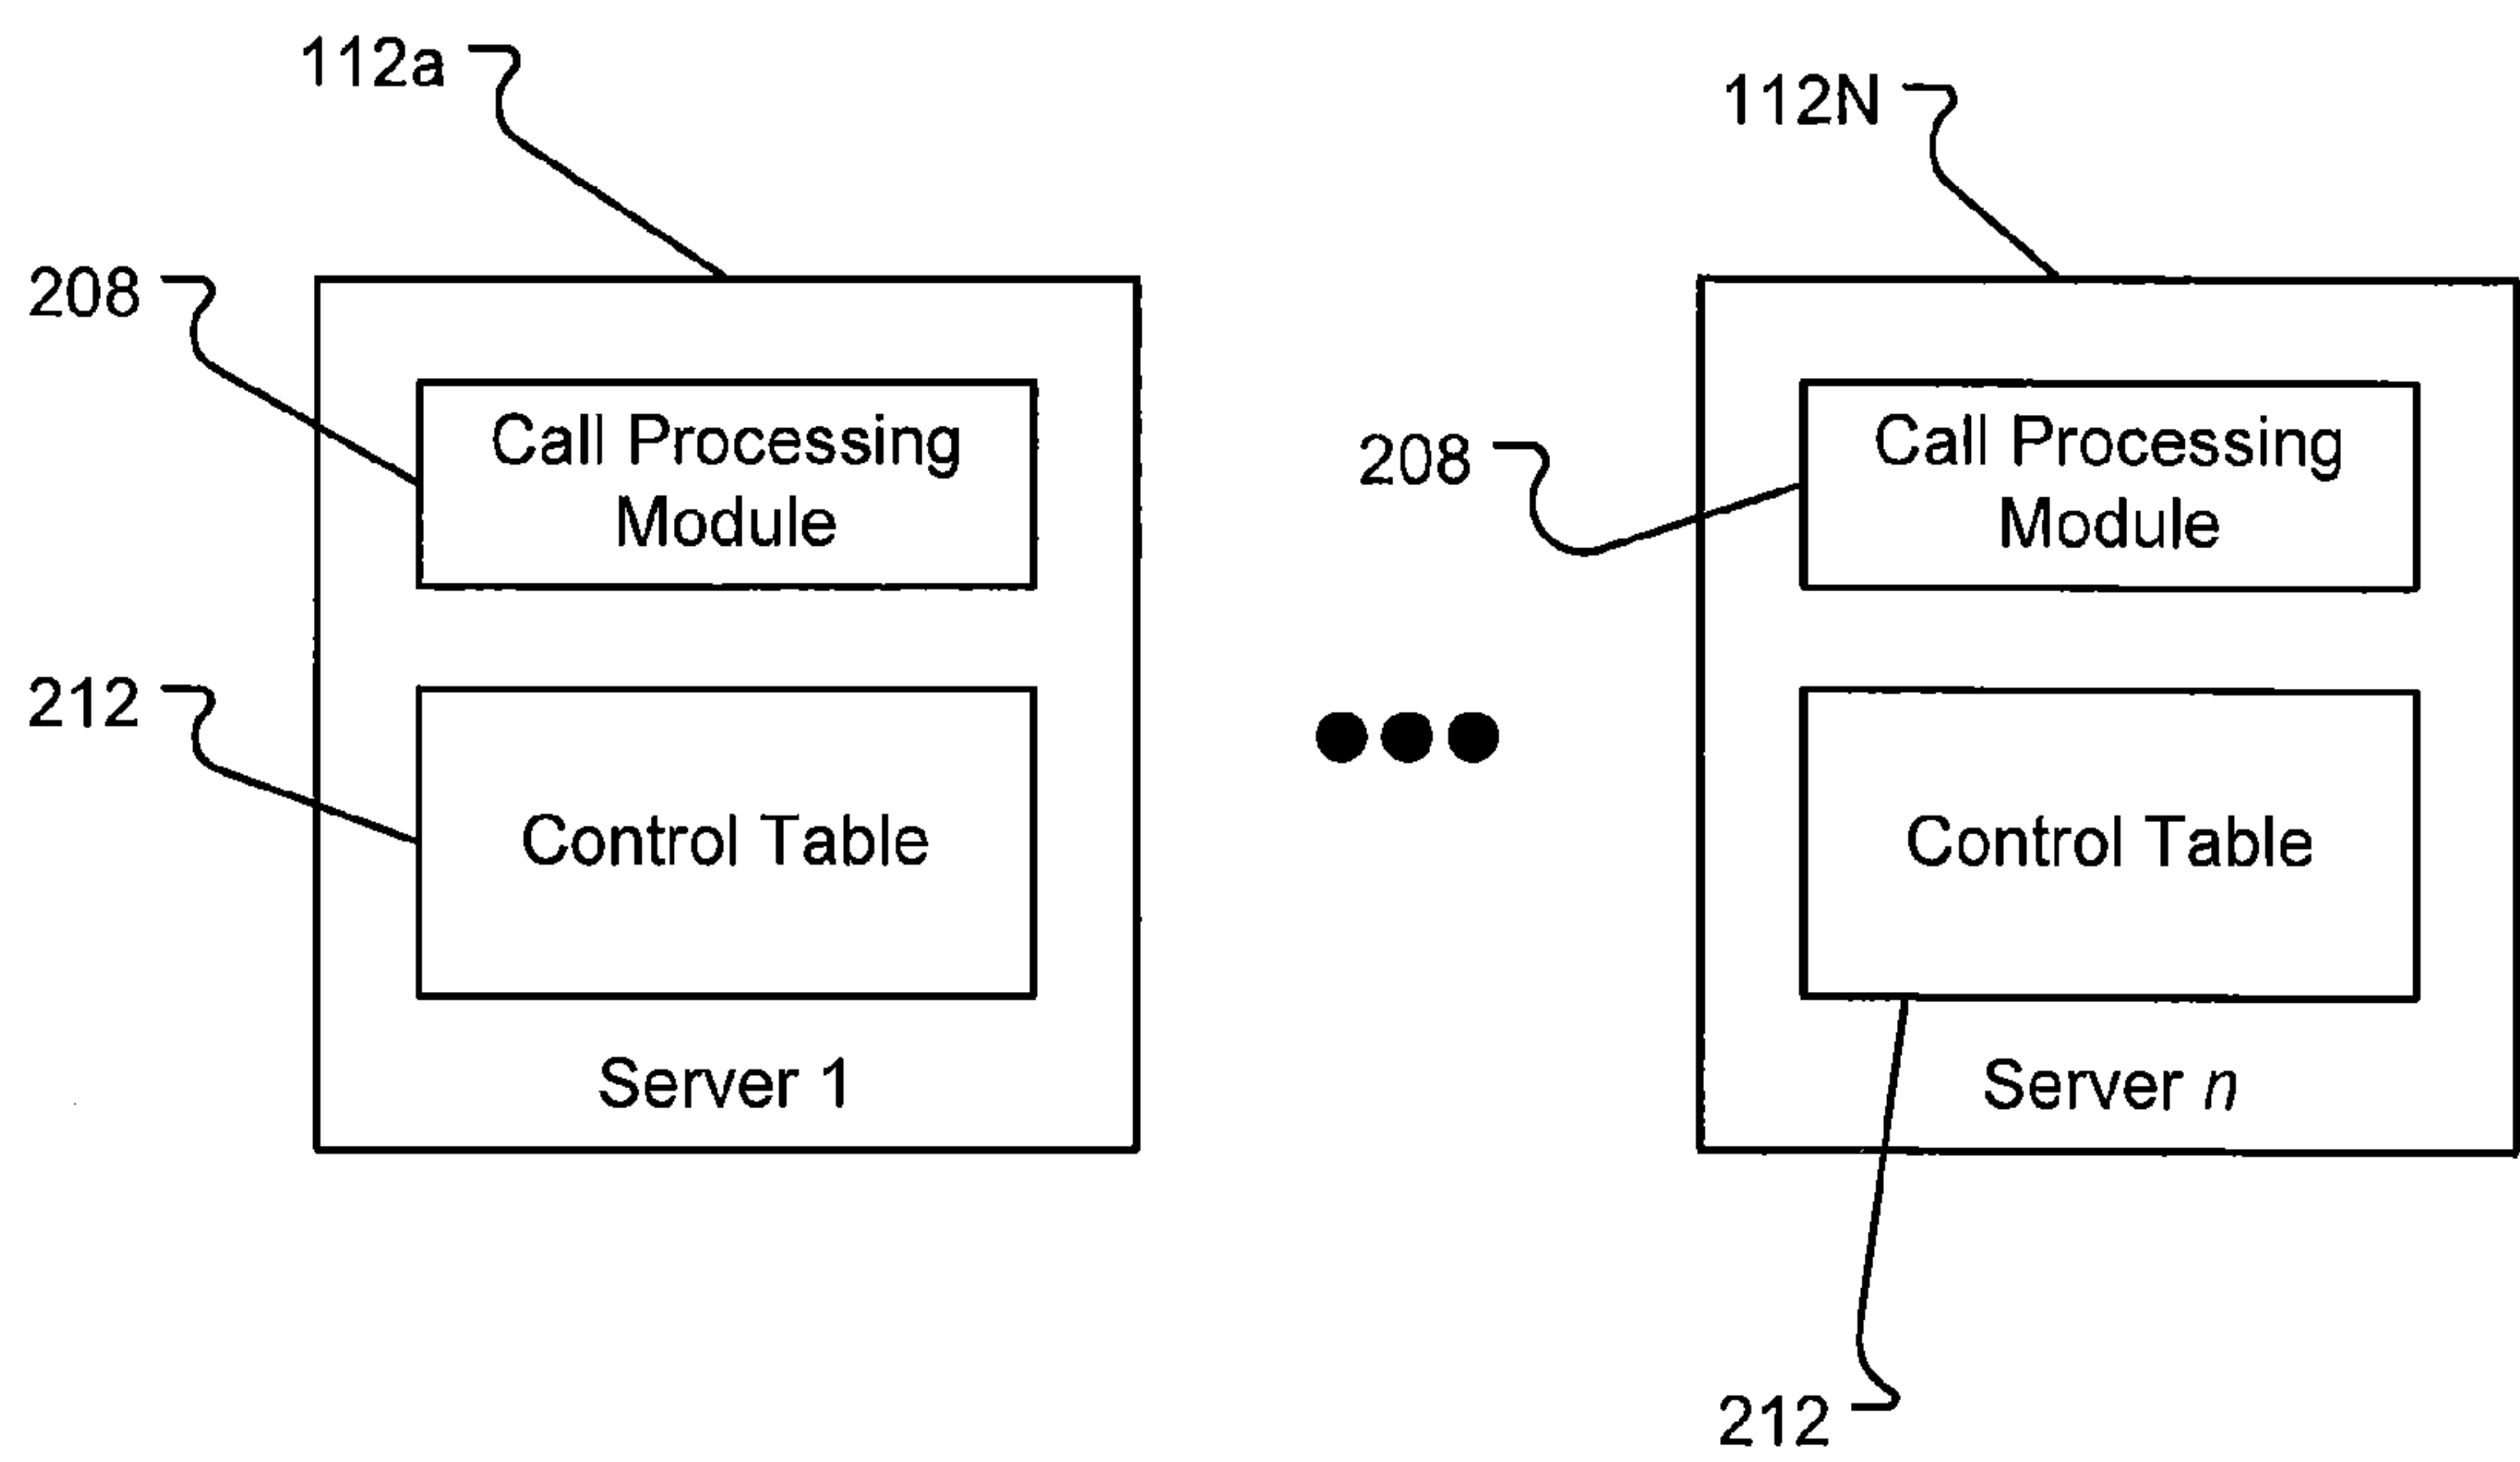 112a
112N
208
Call Processing
Module
208
Call Processing
Module
212
Control Table
Control Table
Server 1
Server n
212